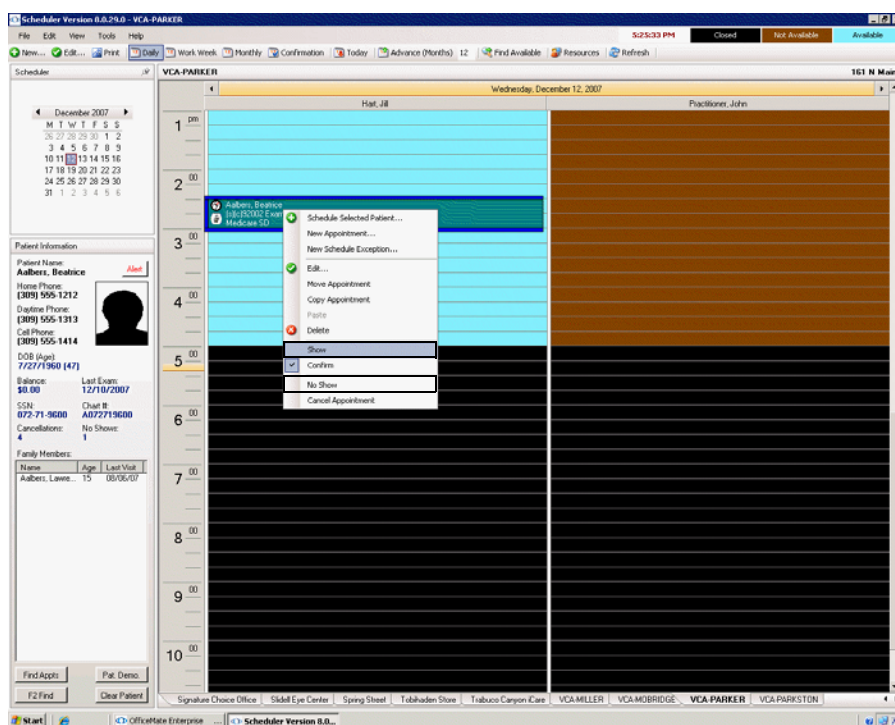 Scheduler Version 8.0.29.0 - VCA-PARKER
File Edit View Tools Help
5:25:33 PM Closed Not Available Available
New... Edit... Print Daily Work Week Monthly Confirmation Today Advance (Months) 12 Find Available Resources Refresh
Scheduler
VCA-PARKER 161 N Main
Wednesday, December 12, 2007
Hart, Jill Practitioner, John
December 2007
M T W T F S S
26 27 28 29 30 1 2
3 4 5 6 7 8 9
10 11 12 13 14 15 16
17 18 19 20 21 22 23
24 25 26 27 28 29 30
31 1 2 3 4 5 6
1 pm
2 00
3 00
4 00
5 00
6 00
7 00
8 00
9 00
10 00
Aalbers, Beatrice
Medicare SD
Schedule Selected Patient...
New Appointment...
New Schedule Exception...
Edit...
Move Appointment
Copy Appointment
Paste
Delete
Show
Confirm
No Show
Cancel Appointment
Patient Information
Patient Name:
Aalbers, Beatrice Alert
Home Phone:
(309) 555-1212
Daytime Phone:
(309) 555-1313
Cell Phone:
(309) 555-1414
DOB (Age):
7/27/1960 (47)
Balance: Last Exam:
$0.00 12/10/2007
SSN: Chart #:
072-71-9600 A072719600
Cancellations: No Shows:
4 1
Family Members:
Name Age Last Visit
Aalbers, Lawre... 15 08/06/07
Find Appts Pat. Demo.
F2 Find Clear Patient
Signature Choice Office Slidell Eye Center Spring Street Tobihaden Store Trabuco Canyon iCare VCA-MILLER VCA-MOBRIDGE VCA-PARKER VCA-PARKSTON
Start OfficeMate Enterprise ... Scheduler Version 8.0...